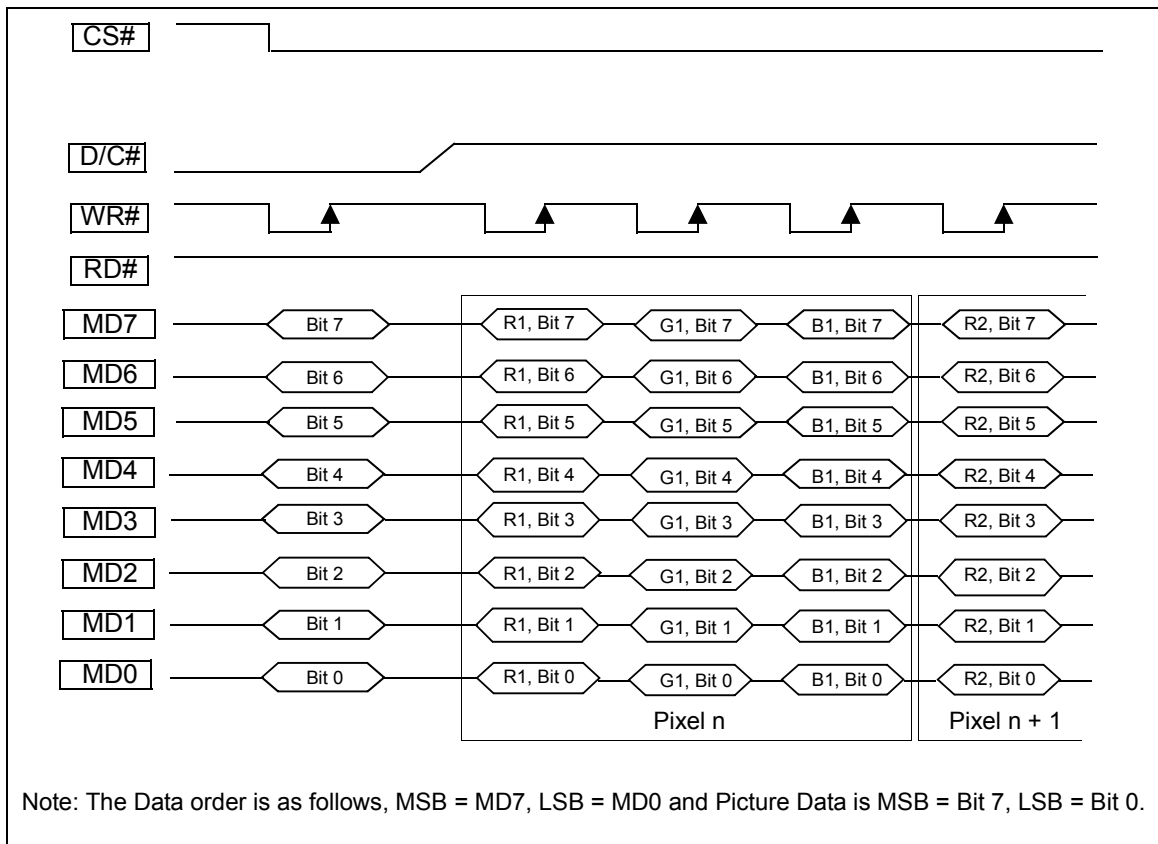 CS#
D/C#
WR#
RD#
MD7 Bit 7 R1, Bit 7 G1, Bit 7 B1, Bit 7 R2, Bit 7
MD6 Bit 6 R1, Bit 6 G1, Bit 6 B1, Bit 6 R2, Bit 6
MD5 Bit 5 R1, Bit 5 G1, Bit 5 B1, Bit 5 R2, Bit 5
MD4 Bit 4 R1, Bit 4 G1, Bit 4 B1, Bit 4 R2, Bit 4
MD3 Bit 3 R1, Bit 3 G1, Bit 3 B1, Bit 3 R2, Bit 3
MD2 Bit 2 R1, Bit 2 G1, Bit 2 B1, Bit 2 R2, Bit 2
MD1 Bit 1 R1, Bit 1 G1, Bit 1 B1, Bit 1 R2, Bit 1
MD0 Bit 0 R1, Bit 0 G1, Bit 0 B1, Bit 0 R2, Bit 0
Pixel n Pixel n + 1
Note: The Data order is as follows, MSB = MD7, LSB = MD0 and Picture Data is MSB = Bit 7, LSB = Bit 0.